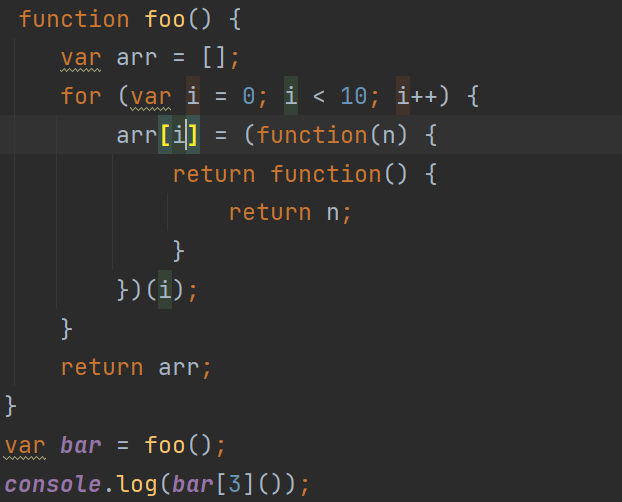 function foo() {
    var arr = [];
    for (var i = 0; i < 10; i++) {
        arr[i] = (function(n) {
            return function() {
                return n;
            }
        })(i);
    }
    return arr;
}
var bar = foo();
console.log(bar[3]());